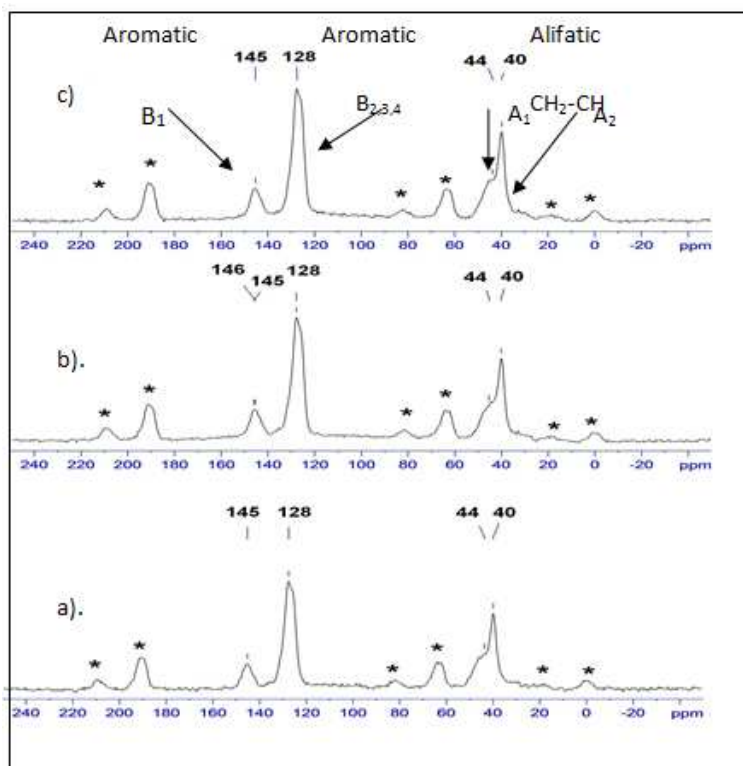 Aromatic Aromatic Alifatic
145 128 44 40
c)
B1 B2,3,4 A1 CH2-CH A2
* * * * * *
240 220 200 180 160 140 120 100 80 60 40 20 0 -20 ppm
146 145 128 44 40
b).
* * * * * *
240 220 200 180 160 140 120 100 80 60 40 20 0 -20 ppm
145 128 44 40
a).
* * * * * *
240 220 200 180 160 140 120 100 80 60 40 20 0 -20 ppm